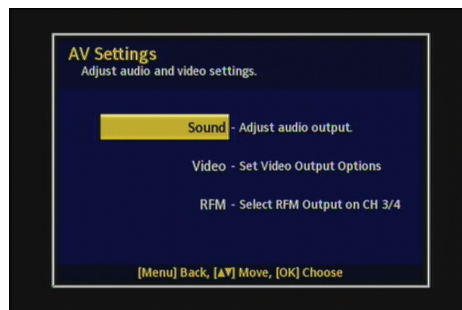 AV Settings
Adjust audio and video settings.
Sound - Adjust audio output.
Video - Set Video Output Options
RFM - Select RFM Output on CH 3/4
[Menu] Back, [▲▼] Move, [OK] Choose